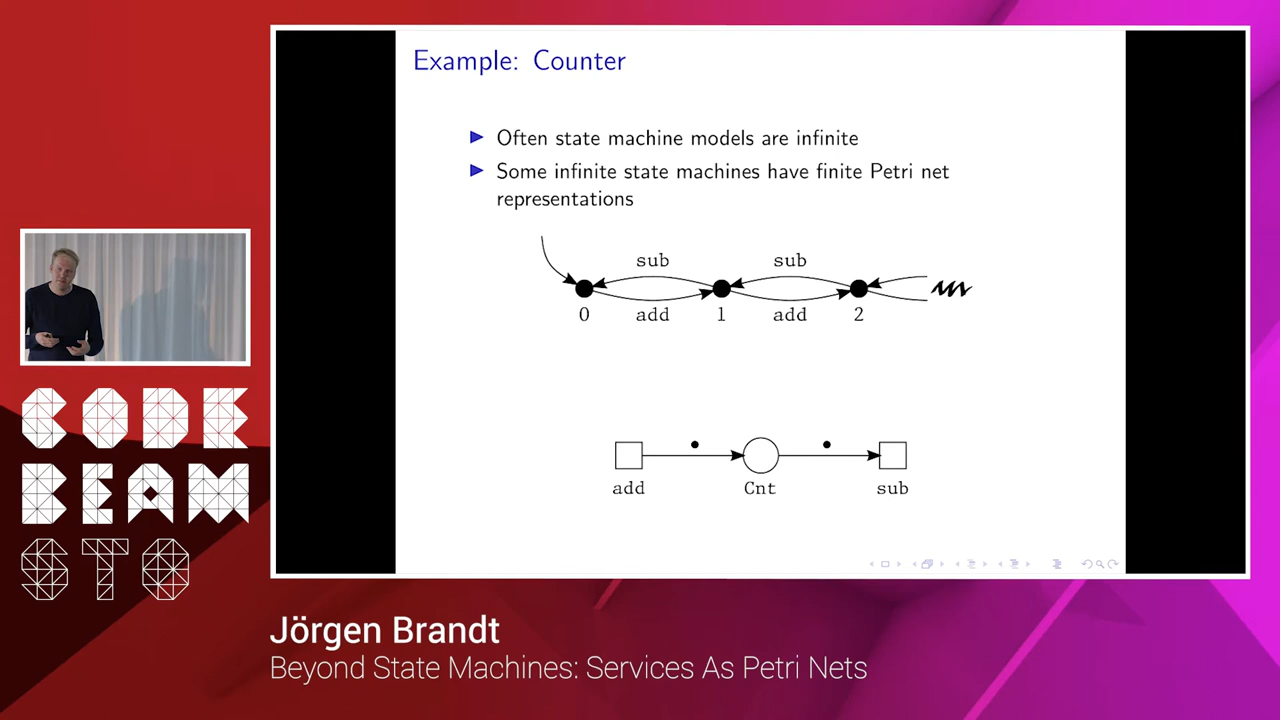 Example: Counter
Often state machine models are infinite
Some infinite state machines have finite Petri net
representations
sub sub
0 add 1 add 2
add Cnt sub
CODE
BEAM
STO
Jörgen Brandt
Beyond State Machines: Services As Petri Nets